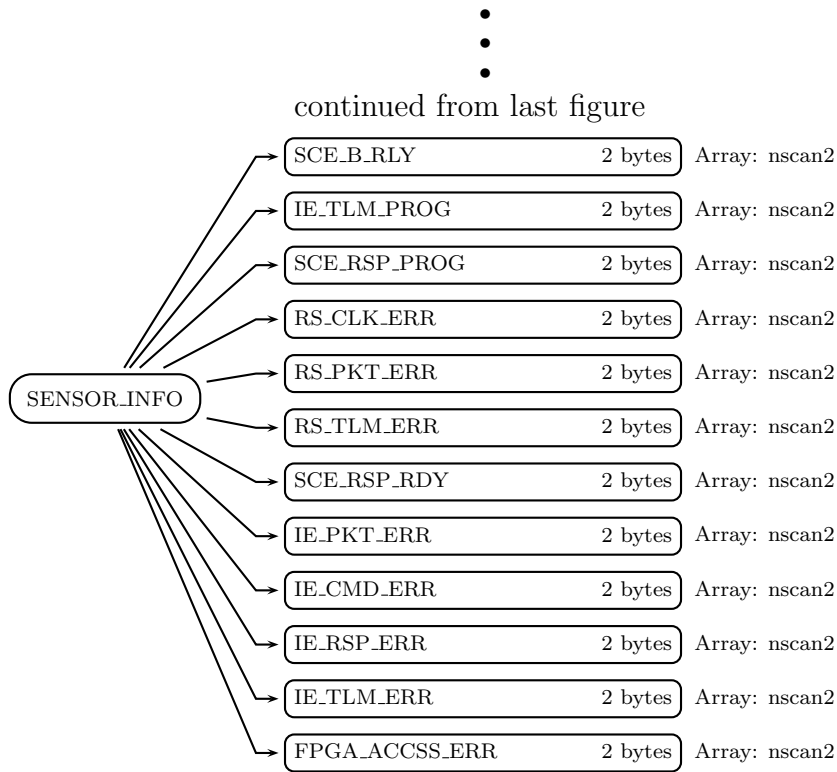 continued from last figure
SCE_B_RLY 2 bytes Array: nscan2
IE_TLM_PROG 2 bytes Array: nscan2
SCE_RSP_PROG 2 bytes Array: nscan2
RS_CLK_ERR 2 bytes Array: nscan2
RS_PKT_ERR 2 bytes Array: nscan2
SENSOR_INFO
RS_TLM_ERR 2 bytes Array: nscan2
SCE_RSP_RDY 2 bytes Array: nscan2
IE_PKT_ERR 2 bytes Array: nscan2
IE_CMD_ERR 2 bytes Array: nscan2
IE_RSP_ERR 2 bytes Array: nscan2
IE_TLM_ERR 2 bytes Array: nscan2
FPGA_ACCSS_ERR 2 bytes Array: nscan2